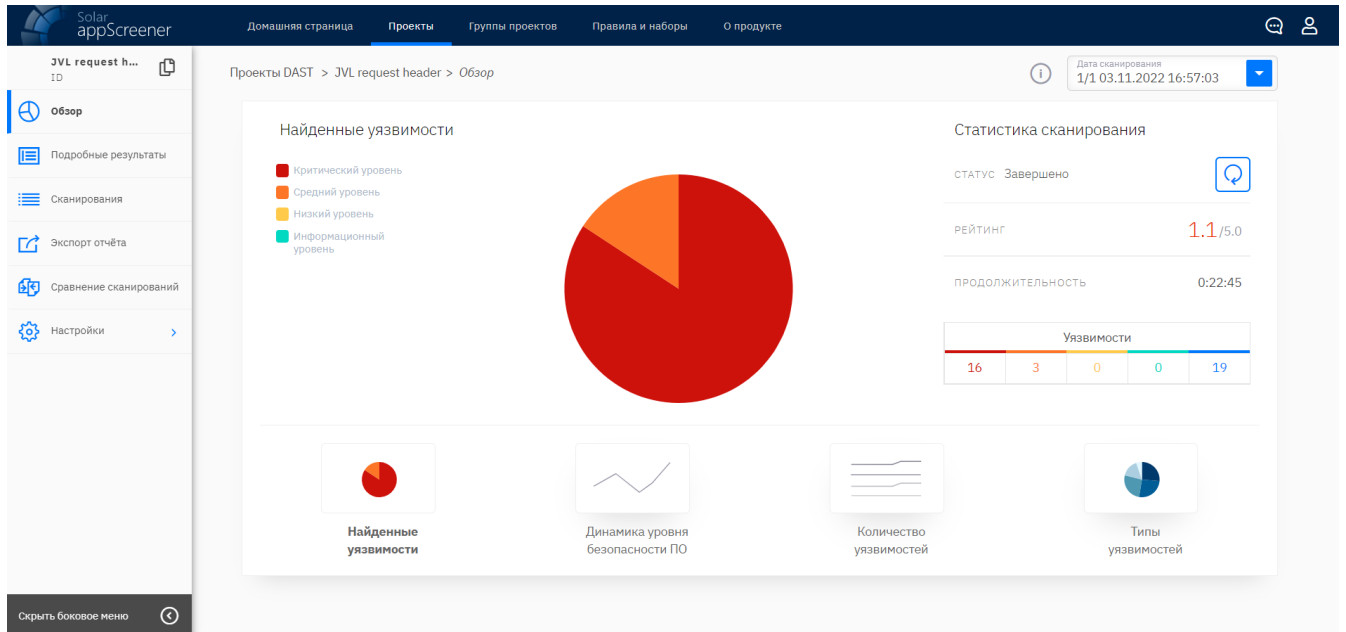 Solar
appScreener
Домашняя страница
Проекты
Группы проектов
Правила и наборы
О продукте
JVL request h...
ID
Обзор
Подробные результаты
Сканирования
Экспорт отчёта
Сравнение сканирований
Настройки
Скрыть боковое меню
Проекты DAST > JVL request header > Обзор
Дата сканирования
1/1 03.11.2022 16:57:03
Найденные уязвимости
Критический уровень
Средний уровень
Низкий уровень
Информационный
уровень
Статистика сканирования
СТАТУС Завершено
РЕЙТИНГ 1.1/5.0
ПРОДОЛЖИТЕЛЬНОСТЬ 0:22:45
Уязвимости
16 3 0 0 19
Найденные
уязвимости
Динамика уровня
безопасности ПО
Количество
уязвимостей
Типы
уязвимостей